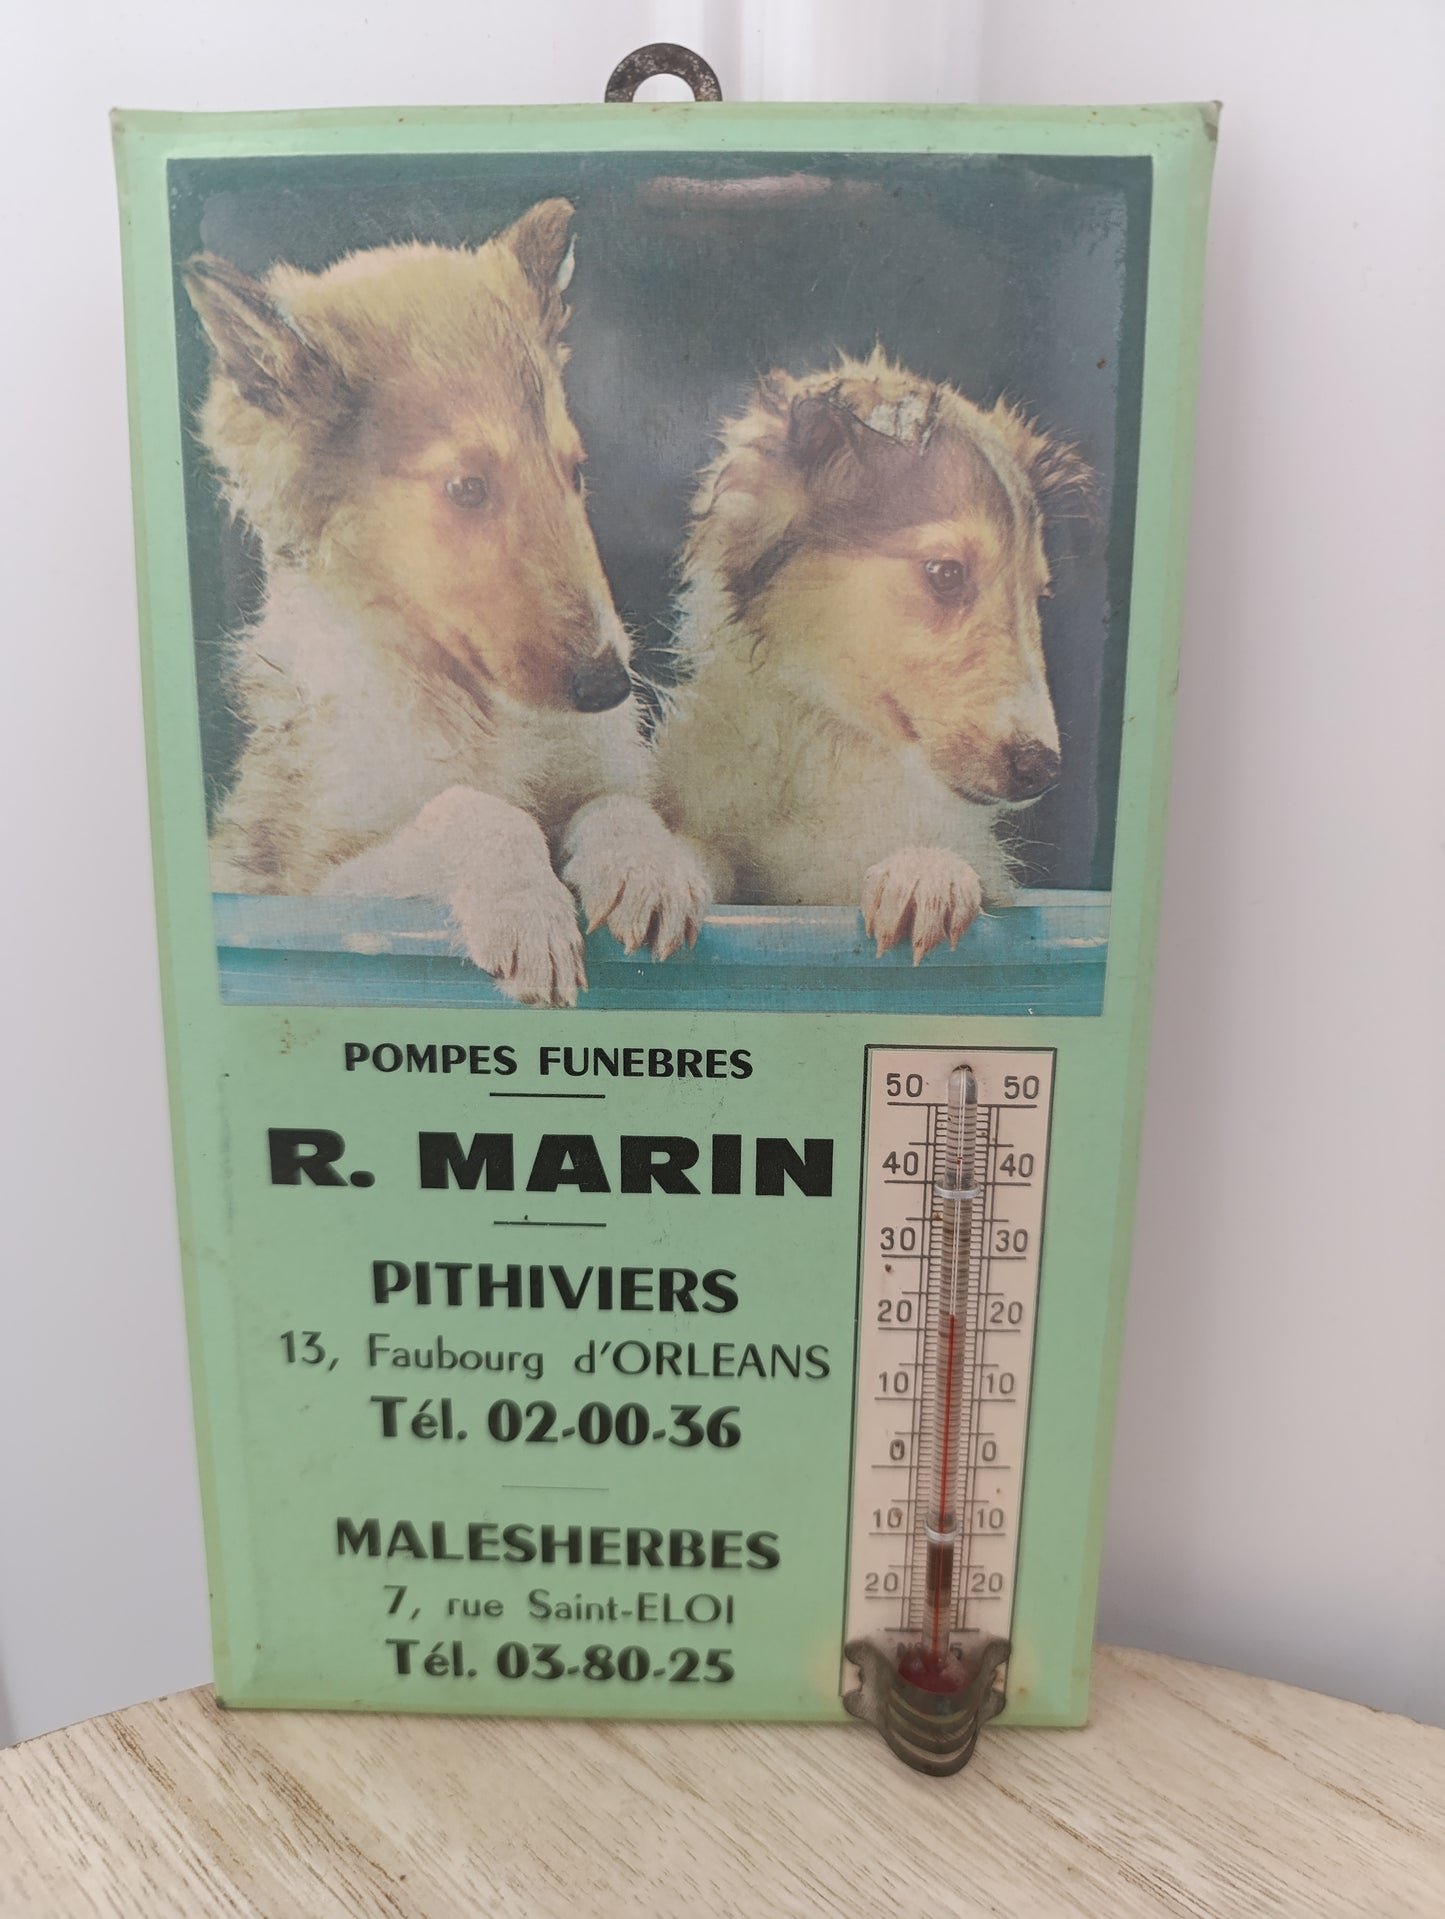 POMPES FUNEBRES
R. MARIN
PITHIVIERS
13, Faubourg d'ORLEANS
Tél. 02-00-36
MALESHERBES
7, rue Saint-ELOI
Tél. 03-80-25
50 50
40 40
30 30
20 20
10 10
0 0
10 10
20 20